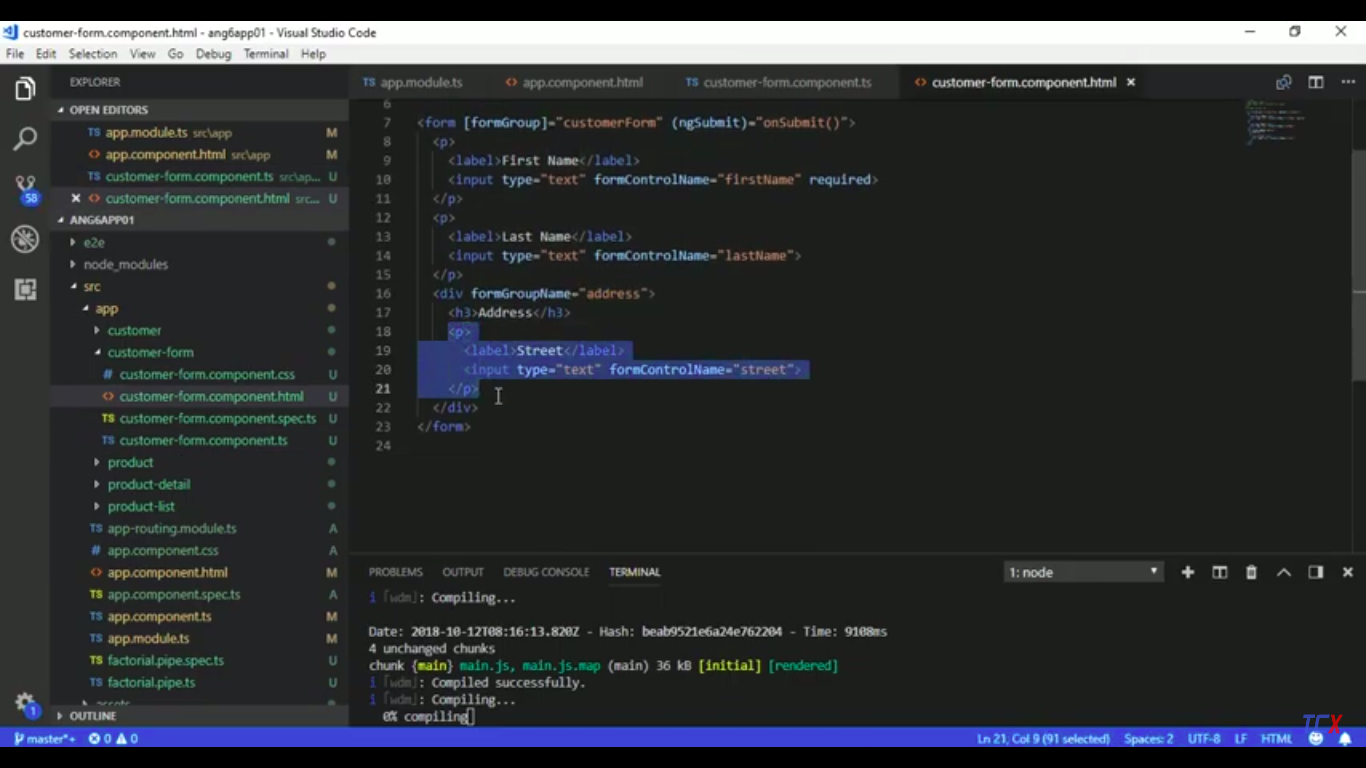 customer-form.component.html - ang6app01 - Visual Studio Code
File Edit Selection View Go Debug Terminal Help
EXPLORER
OPEN EDITORS
TS app.module.ts src\app M
<> app.component.html src\app M
TS customer-form.component.ts src\ap... U
× <> customer-form.component.html src... U
ANG6APP01
e2e
node_modules
src
app
customer
customer-form
# customer-form.component.css U
<> customer-form.component.html U
TS customer-form.component.spec.ts U
TS customer-form.component.ts U
product
product-detail
product-list
TS app-routing.module.ts A
# app.component.css A
<> app.component.html M
TS app.component.spec.ts A
TS app.component.ts M
TS app.module.ts M
TS factorial.pipe.spec.ts U
TS factorial.pipe.ts U
assets
OUTLINE
58
1
TS app.module.ts <> app.component.html TS customer-form.component.ts <> customer-form.component.html ×
6
7 <form [formGroup]="customerForm" (ngSubmit)="onSubmit()">
8 <p>
9 <label>First Name</label>
10 <input type="text" formControlName="firstName" required>
11 </p>
12 <p>
13 <label>Last Name</label>
14 <input type="text" formControlName="lastName">
15 </p>
16 <div formGroupName="address">
17 <h3>Address</h3>
18 <p>
19 <label>Street</label>
20 <input type="text" formControlName="street">
21 </p>
22 </div>
23 </form>
24
PROBLEMS OUTPUT DEBUG CONSOLE TERMINAL 1: node
i ｢wdm｣: Compiling...
Date: 2018-10-12T08:16:13.820Z - Hash: beab9521e6a24e762204 - Time: 9108ms
4 unchanged chunks
chunk {main} main.js, main.js.map (main) 36 kB [initial] [rendered]
i ｢wdm｣: Compiled successfully.
i ｢wdm｣: Compiling...
0% compiling
TCX
master*+ 0 0 Ln 21, Col 9 (91 selected) Spaces: 2 UTF-8 LF HTML